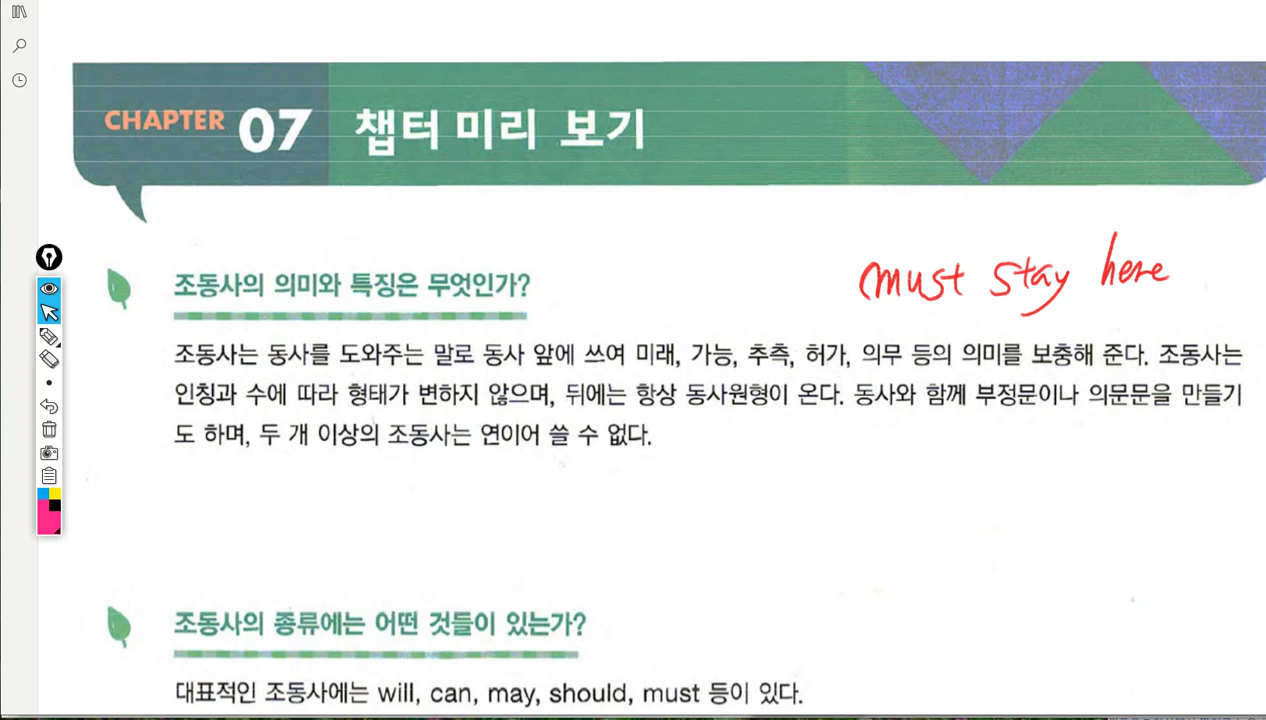 CHAPTER 07 챕터 미리 보기
must stay here
조동사의 의미와 특징은 무엇인가?
조동사는 동사를 도와주는 말로 동사 앞에 쓰여 미래, 가능, 추측, 허가, 의무 등의 의미를 보충해 준다. 조동사는
인칭과 수에 따라 형태가 변하지 않으며, 뒤에는 항상 동사원형이 온다. 동사와 함께 부정문이나 의문문을 만들기
도 하며, 두 개 이상의 조동사는 연이어 쓸 수 없다.
조동사의 종류에는 어떤 것들이 있는가?
대표적인 조동사에는 will, can, may, should, must 등이 있다.